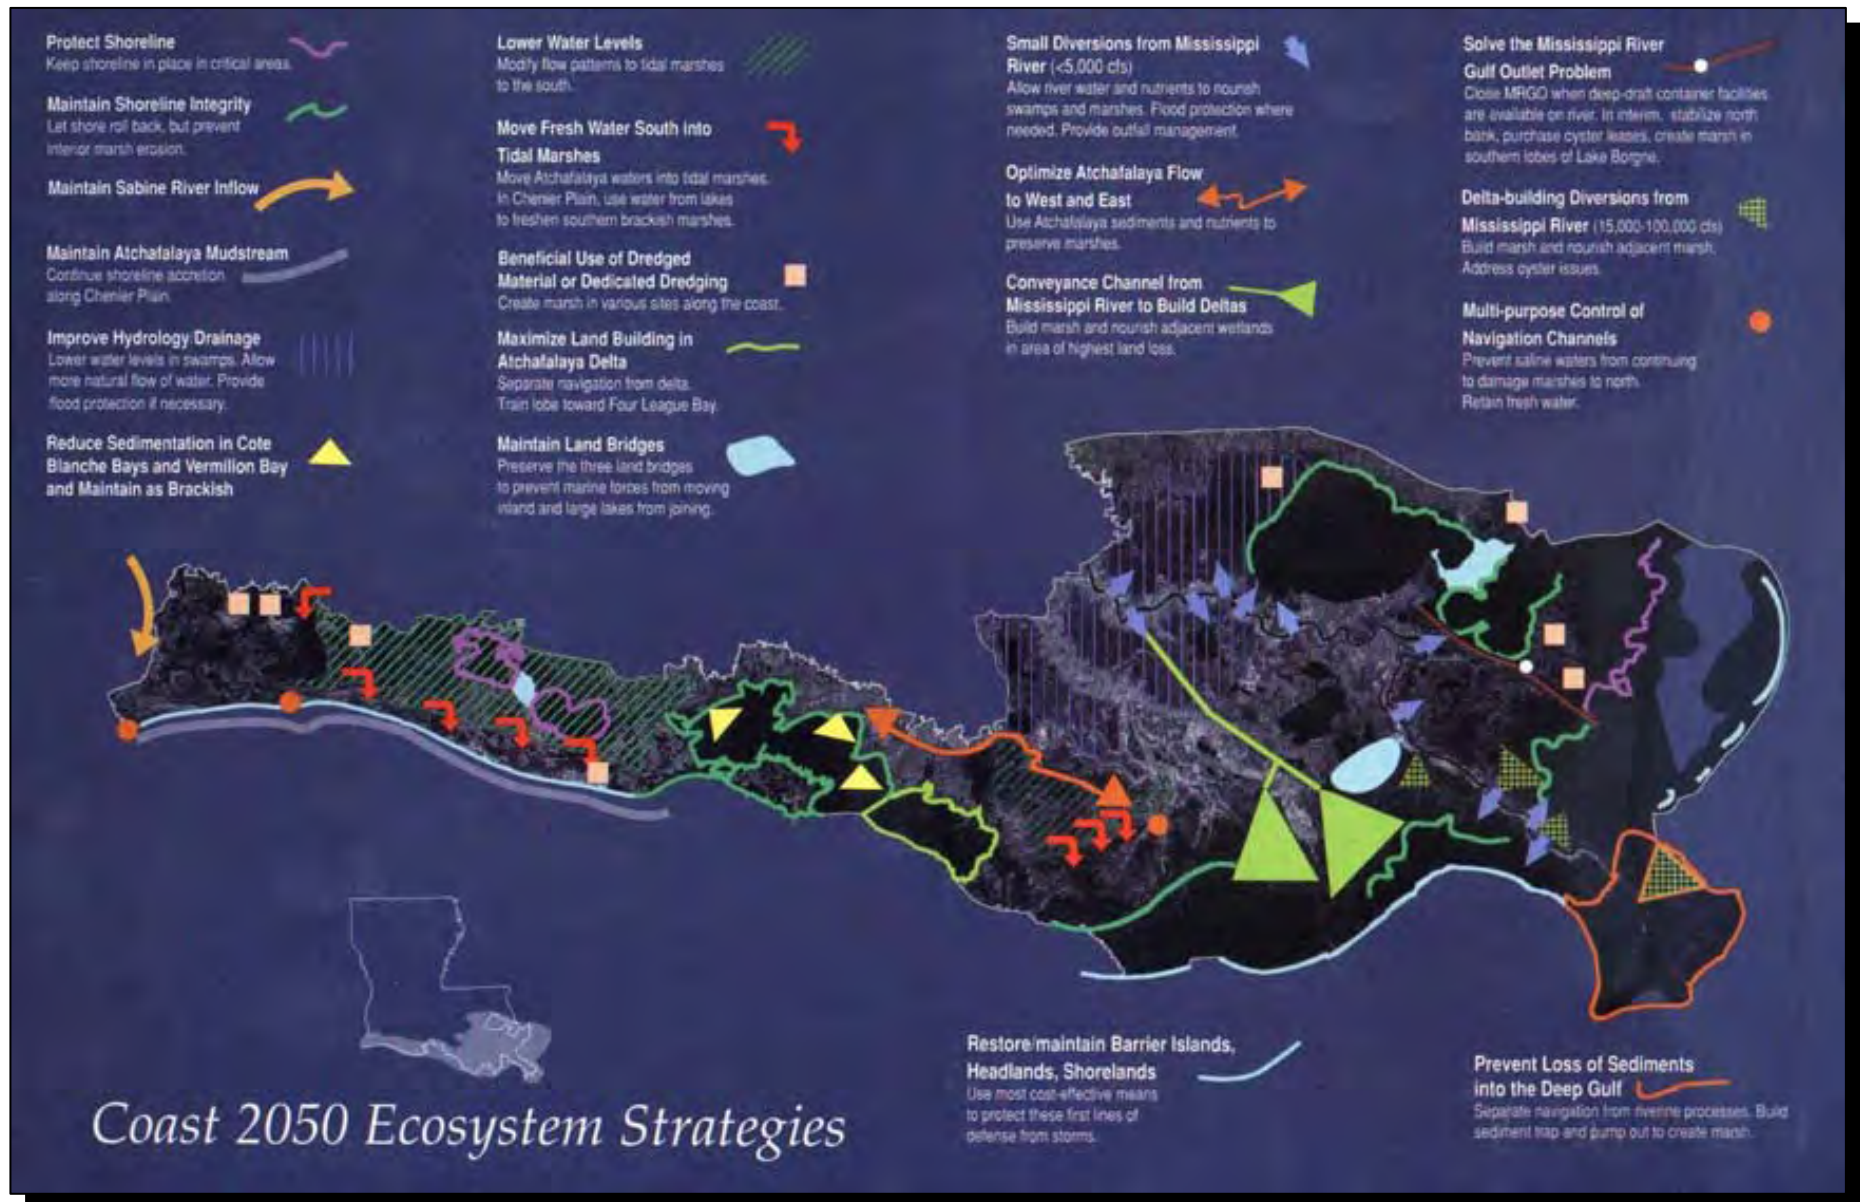 Protect Shoreline
Keep shoreline in place in critical areas.
Maintain Shoreline Integrity
Let shore roll back, but prevent
interior marsh erosion.
Maintain Sabine River Inflow
Maintain Atchafalaya Mudstream
Continue shoreline accretion
along Chenier Plain.
Improve Hydrology/Drainage
Lower water levels in swamps. Allow
more natural flow of water. Provide
flood protection if necessary.
Reduce Sedimentation in Cote
Blanche Bays and Vermilion Bay
and Maintain as Brackish
Lower Water Levels
Modify flow patterns to tidal marshes
to the south.
Move Fresh Water South into
Tidal Marshes
Move Atchafalaya waters into tidal marshes.
In Chenier Plain, use water from lakes
to freshen southern brackish marshes.
Beneficial Use of Dredged
Material or Dedicated Dredging
Create marsh in various sites along the coast.
Maximize Land Building in
Atchafalaya Delta
Separate navigation from delta.
Train lobe toward Four League Bay.
Maintain Land Bridges
Preserve the three land bridges
to prevent marine forces from moving
inland and large lakes from joining.
Small Diversions from Mississippi
River (<5,000 cfs)
Allow river water and nutrients to nourish
swamps and marshes. Flood protection where
needed. Provide outfall management.
Optimize Atchafalaya Flow
to West and East
Use Atchafalaya sediments and nutrients to
preserve marshes.
Conveyance Channel from
Mississippi River to Build Deltas
Build marsh and nourish adjacent wetlands
in area of highest land loss.
Solve the Mississippi River
Gulf Outlet Problem
Close MRGO when deep-draft container facilities
are available on river. In interim, stabilize north
bank, purchase oyster leases, create marsh in
southern lobes of Lake Borgne.
Delta-building Diversions from
Mississippi River (15,000-100,000 cfs)
Build marsh and nourish adjacent marsh.
Address oyster issues.
Multi-purpose Control of
Navigation Channels
Prevent saline waters from continuing
to damage marshes to north.
Retain fresh water.
Restore/maintain Barrier Islands,
Headlands, Shorelands
Use most cost-effective means
to protect these first lines of
defense from storms.
Prevent Loss of Sediments
into the Deep Gulf
Separate navigation from riverine processes. Build
sediment trap and pump out to create marsh.
Coast 2050 Ecosystem Strategies